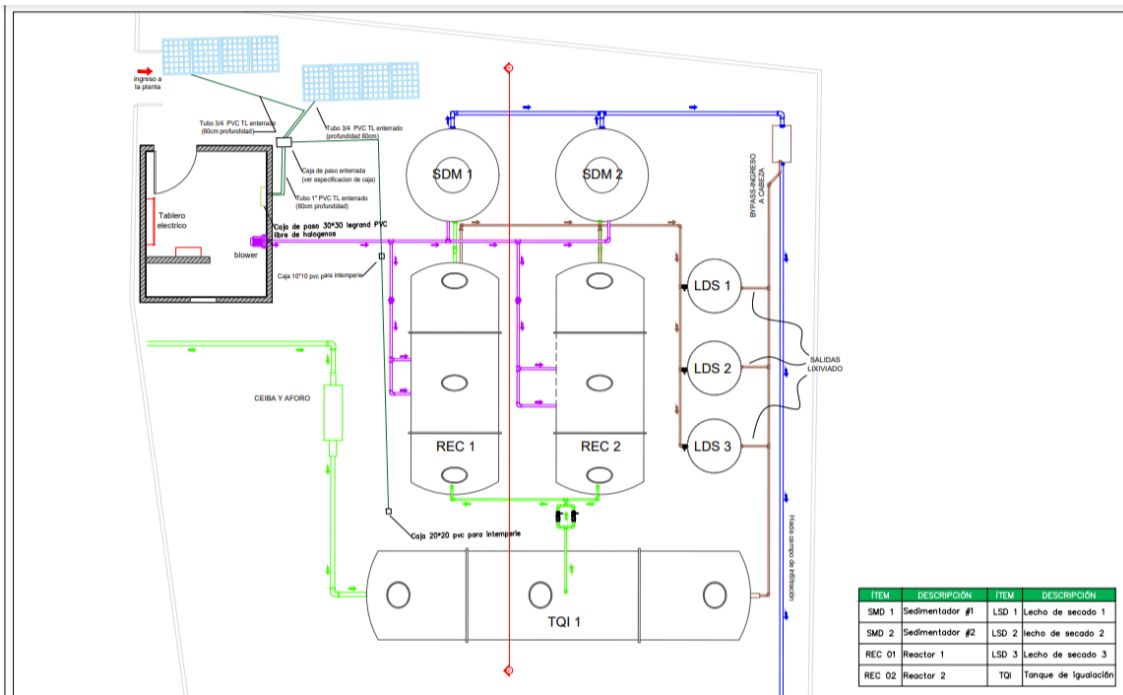 ingreso a
la planta
Tubo 3/4 PVC TL enterrado
(60cm profundidad)
Tubo 3/4 PVC TL enterrado
(profundidad 60cm)
Caja de paso enterrada
(ver especificacion de caja)
Tubo 1" PVC TL enterrado
(60cm profundidad)
Tablero
electrico
Caja de paso 30*30 legrand PVC
libre de halogenos
blower
Caja 10*10 pvc para intemperie
SDM 1
SDM 2
BYPASS-INGRESO
A CABEZA
LDS 1
LDS 2
LDS 3
SALIDAS
LIXIVIADO
CEIBA Y AFORO
REC 1
REC 2
Caja 20*20 pvc para intemperie
Hacia campo de infiltración
TQI 1
ÍTEM DESCRIPCIÓN ÍTEM DESCRIPCIÓN
SMD 1 Sedimentador #1 LSD 1 Lecho de secado 1
SMD 2 Sedimentador #2 LSD 2 lecho de secado 2
REC 01 Reactor 1 LSD 3 Lecho de secado 3
REC 02 Reactor 2 TQI Tanque de Igualación